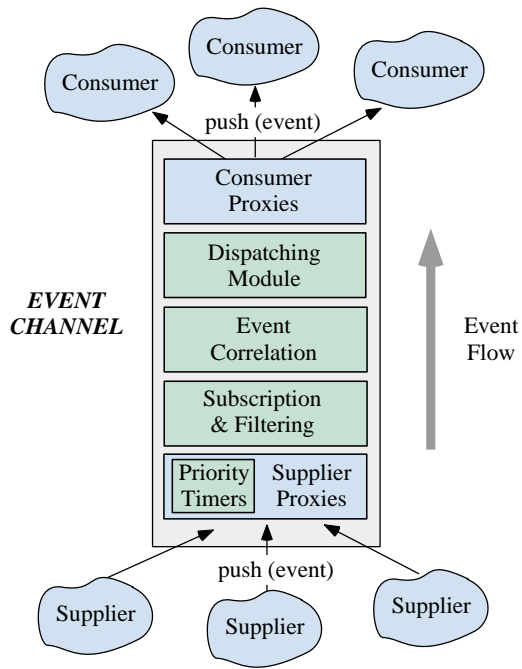 Consumer
Consumer
Consumer
push (event)
Consumer
Proxies
Dispatching
Module
EVENT
CHANNEL
Event
Correlation
Event
Flow
Subscription
& Filtering
Priority
Timers
Supplier
Proxies
push (event)
Supplier
Supplier
Supplier